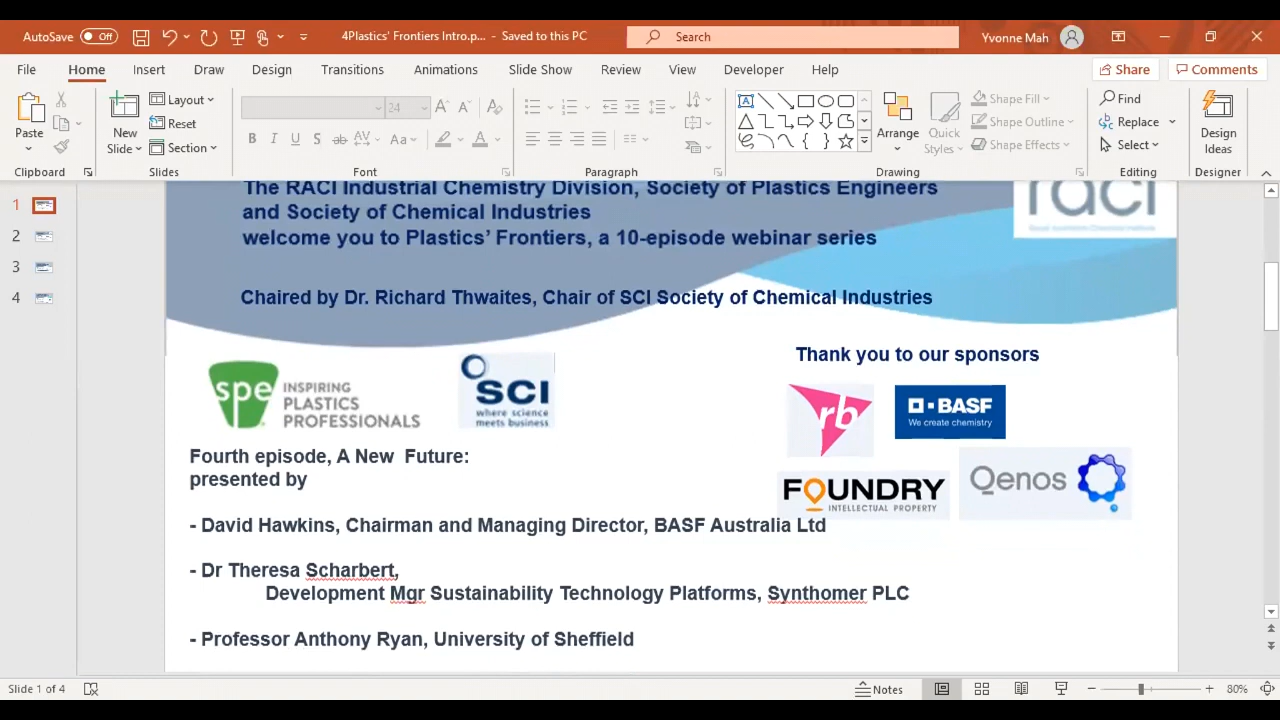 AutoSave Off 4Plastics' Frontiers Intro.p... - Saved to this PC Search Yvonne Mah
File Home Insert Draw Design Transitions Animations Slide Show Review View Developer Help Share Comments
Paste New Slide Layout Reset Section 24 Arrange Quick Styles Shape Fill Shape Outline Shape Effects Find Replace Select Design Ideas
Clipboard Slides Font Paragraph Drawing Editing Designer
1
2
3
4
The RACI Industrial Chemistry Division, Society of Plastics Engineers
and Society of Chemical Industries
welcome you to Plastics' Frontiers, a 10-episode webinar series
raci
Chaired by Dr. Richard Thwaites, Chair of SCI Society of Chemical Industries
Thank you to our sponsors
spe INSPIRING
PLASTICS
PROFESSIONALS
SCI
where science
meets business
rb
BASF
We create chemistry
FOUNDRY
INTELLECTUAL PROPERTY
Qenos
Fourth episode, A New  Future:
presented by
- David Hawkins, Chairman and Managing Director, BASF Australia Ltd
- Dr Theresa Scharbert,
Development Mgr Sustainability Technology Platforms, Synthomer PLC
- Professor Anthony Ryan, University of Sheffield
Slide 1 of 4 Notes 80%